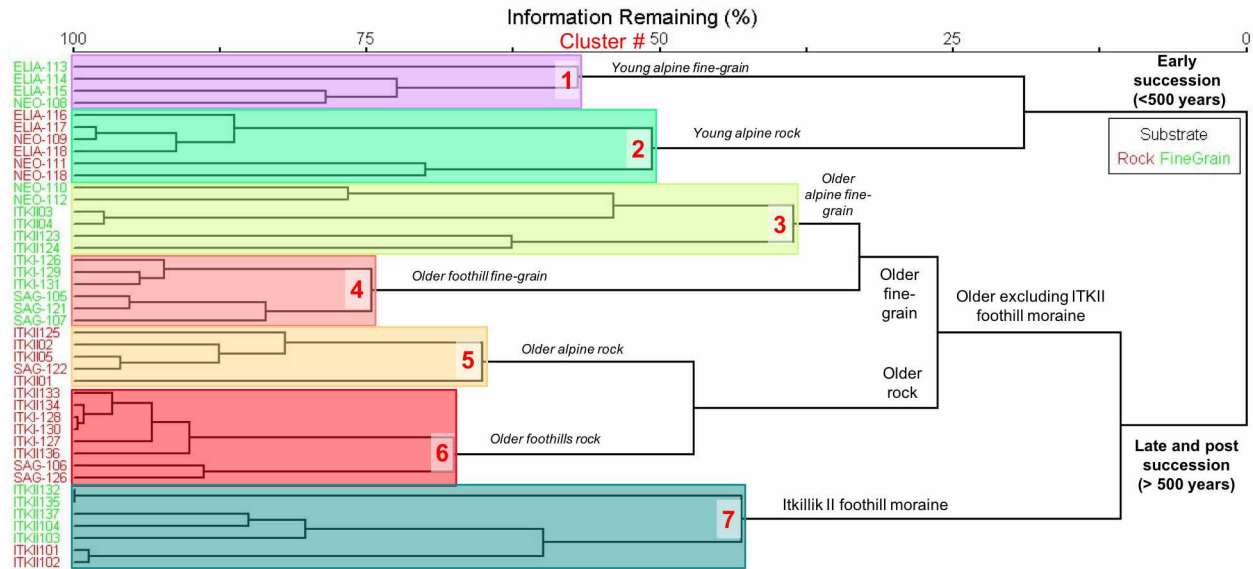 Information Remaining (%)
100 75 50 25 0
Cluster #
ELIA-113
ELIA-114
ELIA-115
NEO-108
ELIA-116
ELIA-117
NEO-109
ELIA-118
NEO-111
NEO-118
NEO-110
NEO-112
ITKII03
ITKII04
ITKII123
ITKII124
ITKI-126
ITKI-129
ITKI-131
SAG-105
SAG-121
SAG-107
ITKII125
ITKII02
ITKII05
SAG-122
ITKII01
ITKII133
ITKII134
ITKI-128
ITKI-130
ITKI-127
ITKII136
SAG-106
SAG-126
ITKII132
ITKII135
ITKII137
ITKII104
ITKII103
ITKII101
ITKII102
1
2
3
4
5
6
7
Young alpine fine-grain
Young alpine rock
Older
alpine fine-
grain
Older foothill fine-grain
Older alpine rock
Older foothills rock
Itkillik II foothill moraine
Older
fine-
grain
Older
rock
Older excluding ITKII
foothill moraine
Early
succession
(<500 years)
Substrate
Rock FineGrain
Late and post
succession
(> 500 years)